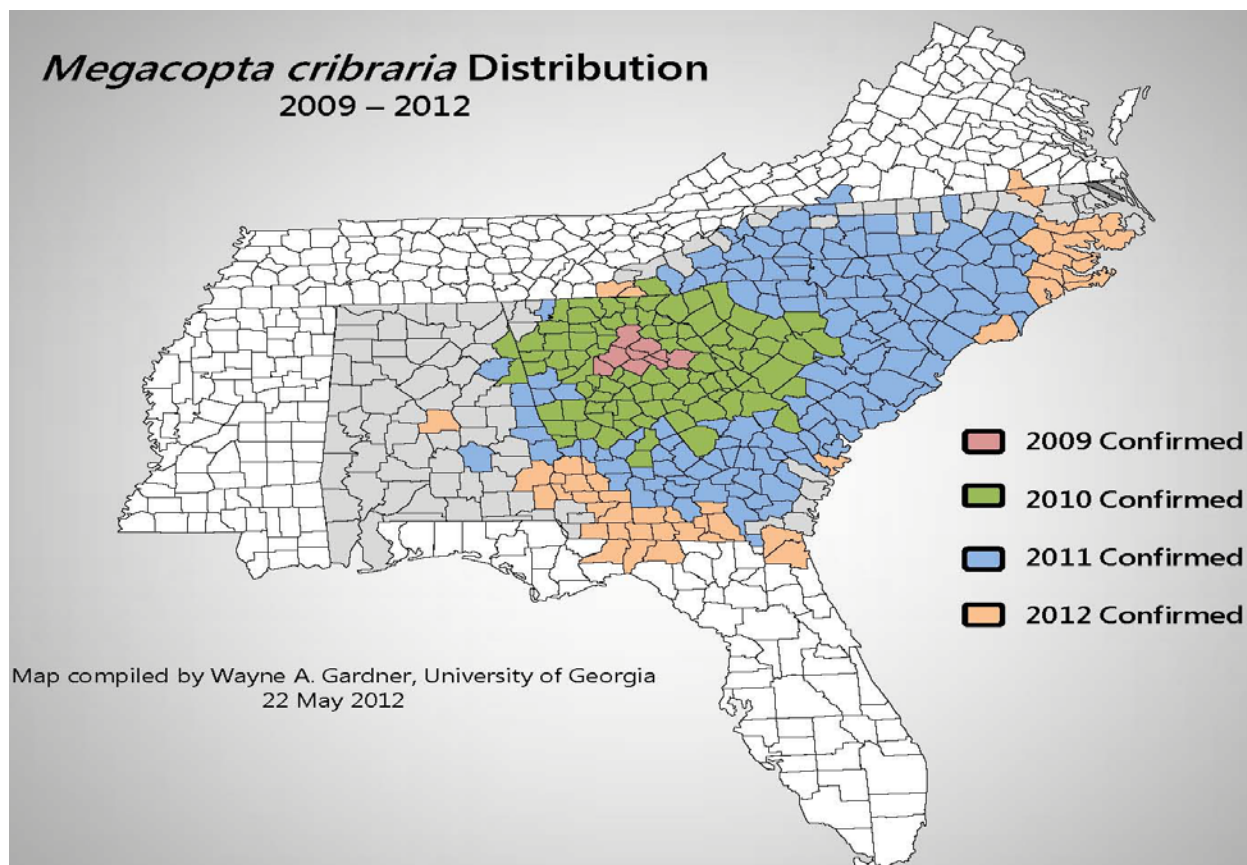 Megacopta cribraria Distribution
2009 – 2012
2009 Confirmed
2010 Confirmed
2011 Confirmed
2012 Confirmed
Map compiled by Wayne A. Gardner, University of Georgia
22 May 2012